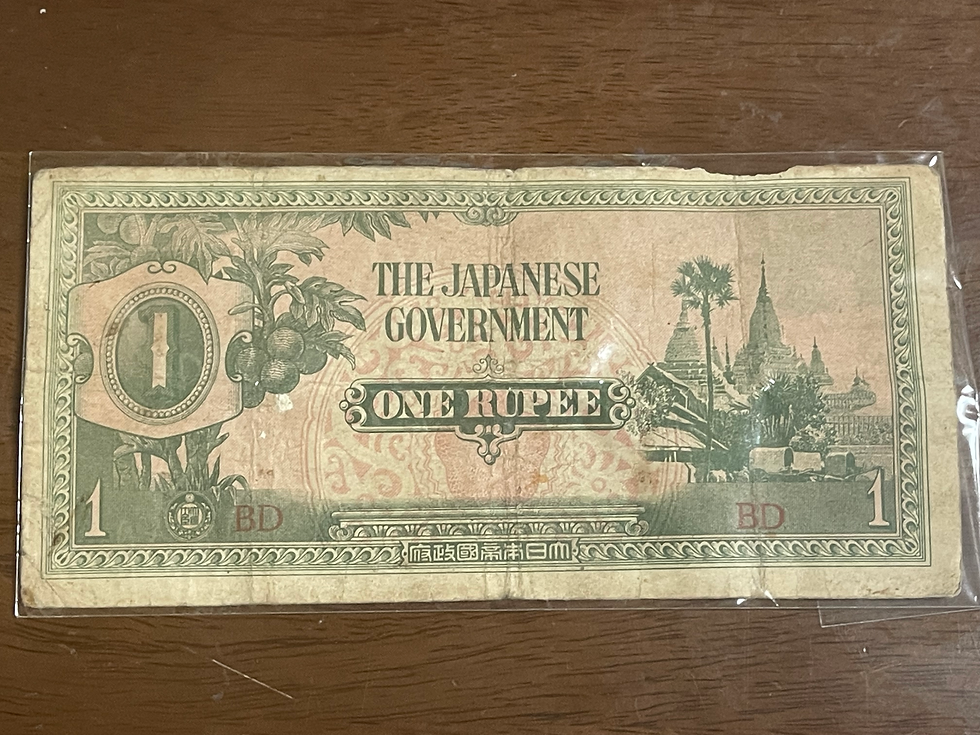 THE JAPANESE
GOVERNMENT
1
ONE RUPEE
1
BD
BD
1
府政國帝本日大